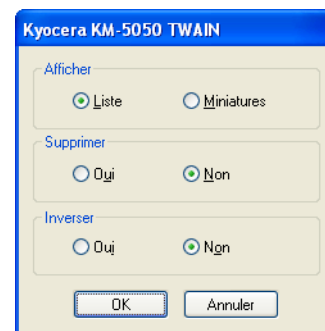 Kyocera KM-5050 TWAIN
Afficher
Liste Miniatures
Supprimer
Oui Non
Inverser
Oui Non
OK Annuler